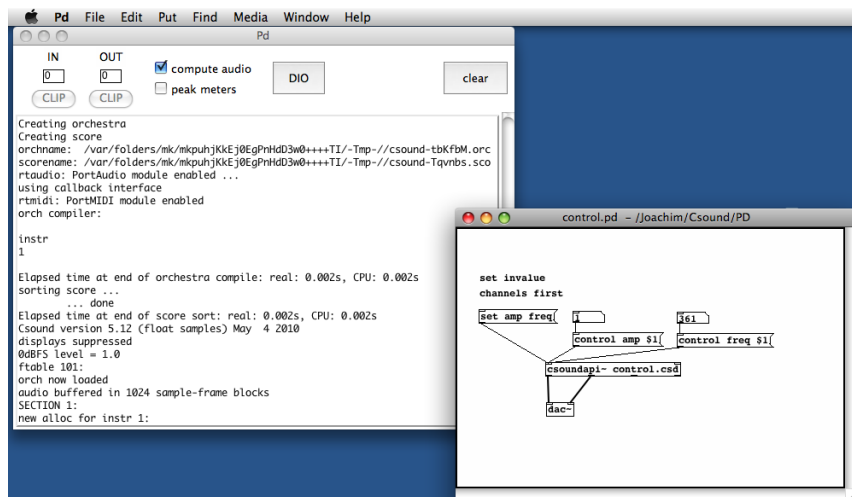 Pd File Edit Put Find Media Window Help
Pd
IN OUT
0 0
compute audio
peak meters
DIO
clear
CLIP CLIP
Creating orchestra
Creating score
orchname: /var/folders/mk/mkpuhjKkEj0EgPnHdD3w0++++TI/-Tmp-//csound-tbKfbM.orc
scorename: /var/folders/mk/mkpuhjKkEj0EgPnHdD3w0++++TI/-Tmp-//csound-Tqvnbs.sco
rtaudio: PortAudio module enabled ...
using callback interface
rtmidi: PortMIDI module enabled
orch compiler:
instr
1
Elapsed time at end of orchestra compile: real: 0.002s, CPU: 0.002s
sorting score ...
... done
Elapsed time at end of score sort: real: 0.002s, CPU: 0.002s
Csound version 5.12 (float samples) May 4 2010
displays suppressed
0dBFS level = 1.0
ftable 101:
orch now loaded
audio buffered in 1024 sample-frame blocks
SECTION 1:
new alloc for instr 1:
control.pd - /Joachim/Csound/PD
set invalue
channels first
set amp freq
1
361
control amp $1
control freq $1
csoundapi~ control.csd
dac~